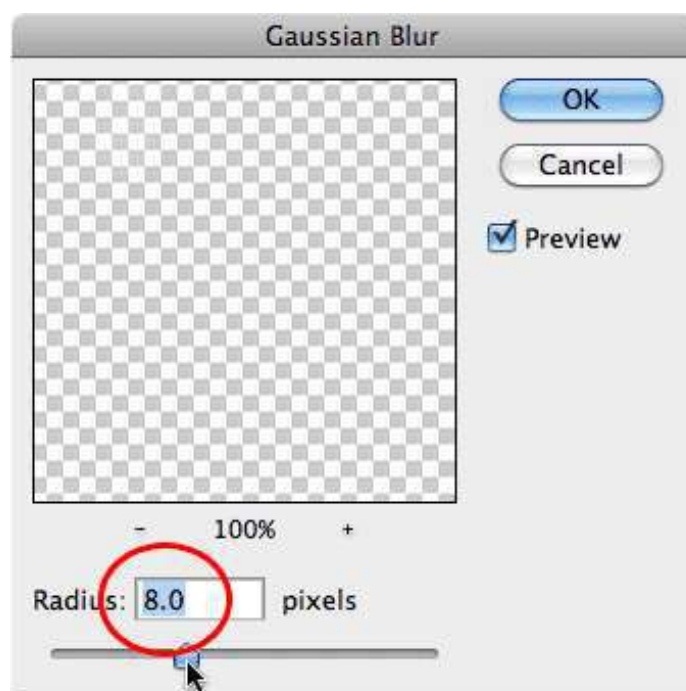 Gaussian Blur
OK
Cancel
Preview
- 100% +
Radius: 8.0 pixels